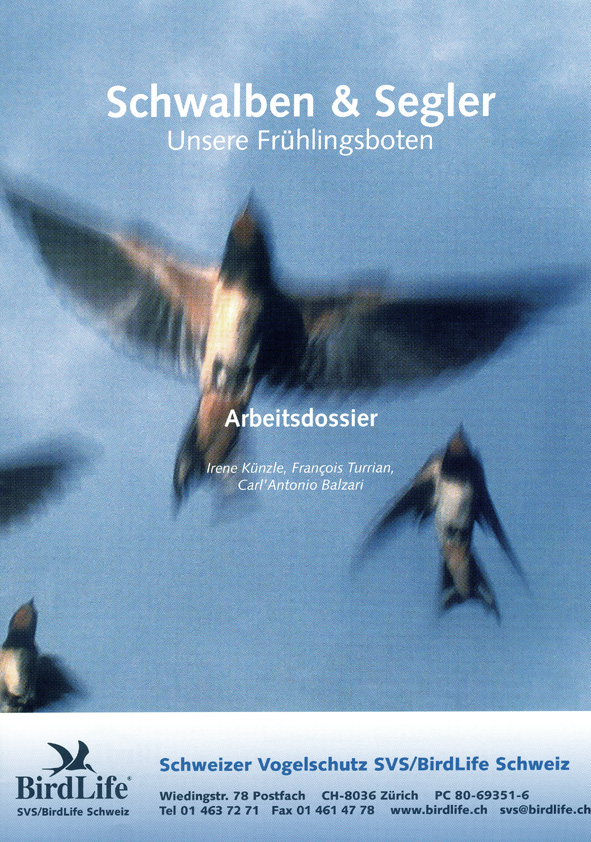 Schwalben & Segler
Unsere Frühlingsboten
Arbeitsdossier
Irene Künzle, François Turrian,
Carl'Antonio Balzari
BirdLife®
SVS/BirdLife Schweiz
Schweizer Vogelschutz SVS/BirdLife Schweiz
Wiedingstr. 78 Postfach CH-8036 Zürich PC 80-69351-6
Tel 01 463 72 71 Fax 01 461 47 78 www.birdlife.ch svs@birdlife.ch